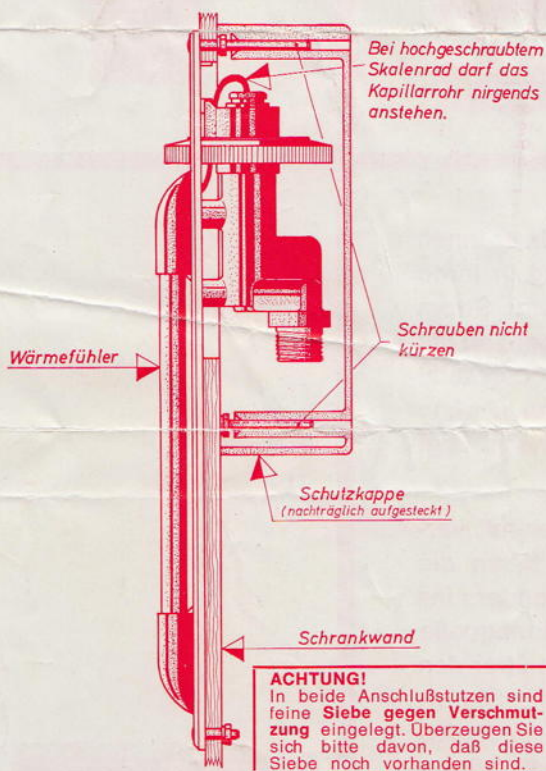 Bei hochgeschraubtem
Skalenrad darf das
Kapillarrohr nirgends
anstehen.
Wärmefühler
Schrauben nicht
kürzen
Schutzkappe
(nachträglich aufgesteckt)
Schrankwand
ACHTUNG!
In beide Anschlußstutzen sind
feine Siebe gegen Verschmut-
zung eingelegt. Überzeugen Sie
sich bitte davon, daß diese
Siebe noch vorhanden sind.